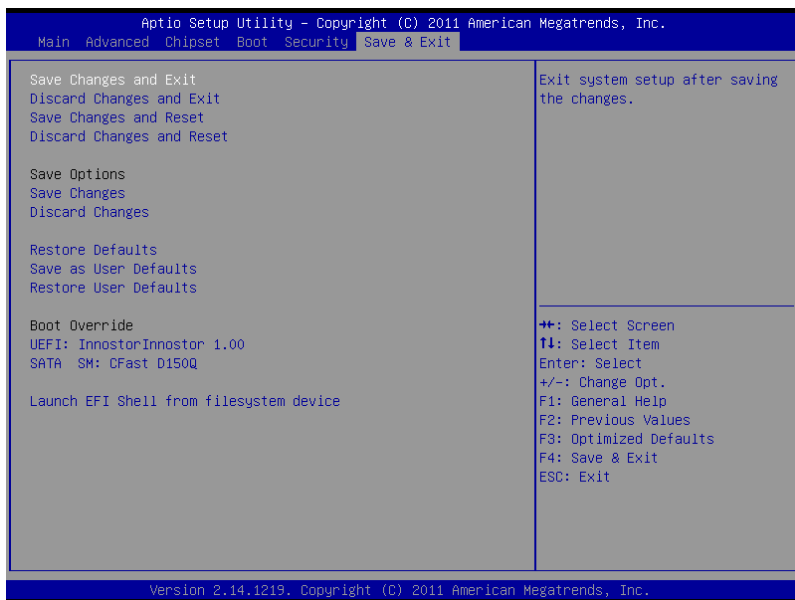 Aptio Setup Utility – Copyright (C) 2011 American Megatrends, Inc.
Main Advanced Chipset Boot Security Save & Exit
Save Changes and Exit
Discard Changes and Exit
Save Changes and Reset
Discard Changes and Reset
Save Options
Save Changes
Discard Changes
Restore Defaults
Save as User Defaults
Restore User Defaults
Boot Override
UEFI: InnostorInnostor 1.00
SATA SM: CFast D150Q
Launch EFI Shell from filesystem device
Exit system setup after saving
the changes.
→←: Select Screen
↑↓: Select Item
Enter: Select
+/-: Change Opt.
F1: General Help
F2: Previous Values
F3: Optimized Defaults
F4: Save & Exit
ESC: Exit
Version 2.14.1219. Copyright (C) 2011 American Megatrends, Inc.